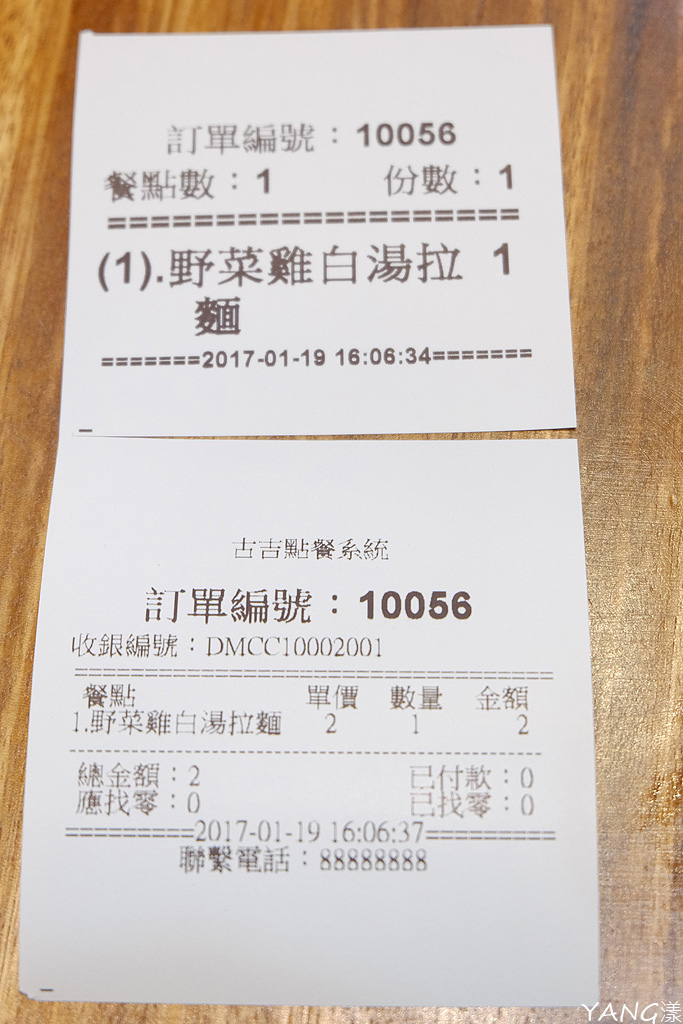 訂單編號：10056
餐點數：1 份數：1
===================
(1).野菜雞白湯拉 1
麵
=======2017-01-19 16:06:34=======
古吉點餐系統
訂單編號：10056
收銀編號：DMCC10002001
==================================
餐點 單價 數量 金額
1.野菜雞白湯拉麵 2 1 2
--------------------------------------------------
總金額：2 已付款：0
應找零：0 已找零：0
=========2017-01-19 16:06:37=========
聯繫電話：88888888
YANG漾